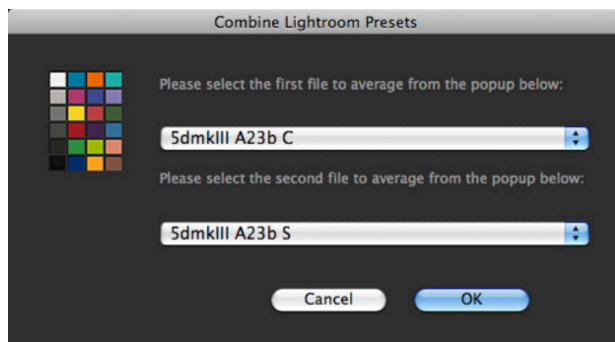 Combine Lightroom Presets
Please select the first file to average from the popup below:
5dmkIII A23b C
Please select the second file to average from the popup below:
5dmkIII A23b S
Cancel
OK